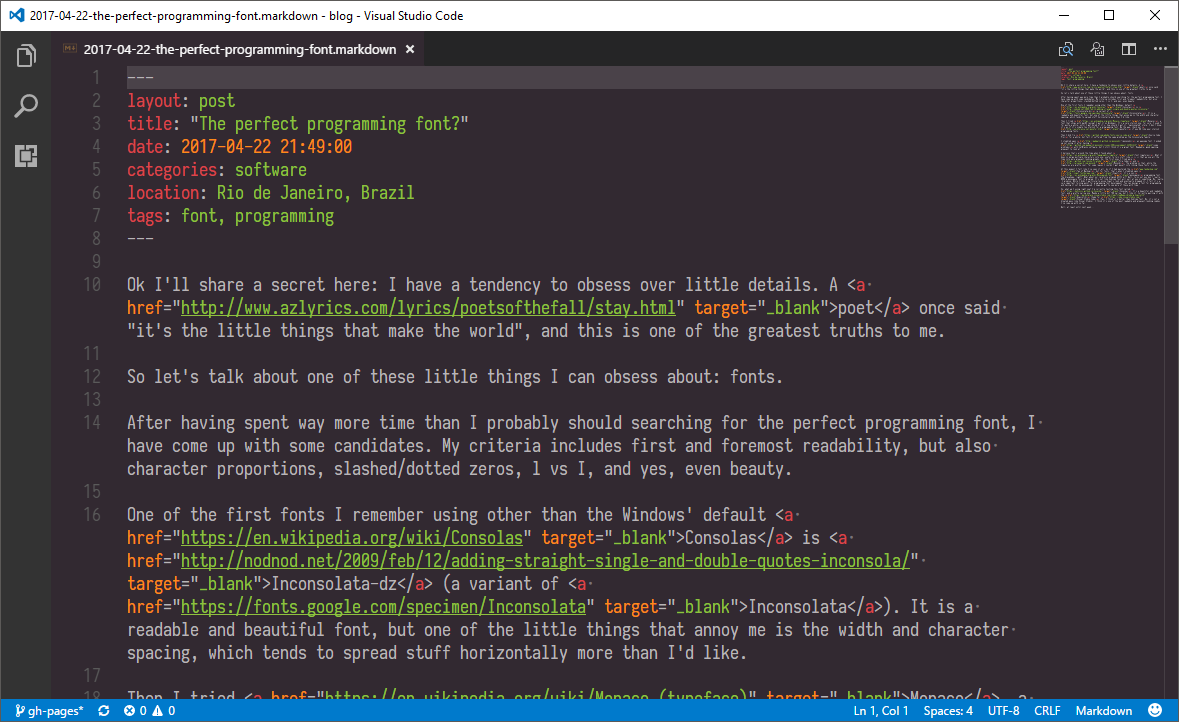 2017-04-22-the-perfect-programming-font.markdown - blog - Visual Studio Code
2017-04-22-the-perfect-programming-font.markdown ×
1 ---
2 layout: post
3 title: "The perfect programming font?"
4 date: 2017-04-22 21:49:00
5 categories: software
6 location: Rio de Janeiro, Brazil
7 tags: font, programming
8 ---
9
10 Ok I'll share a secret here: I have a tendency to obsess over little details. A <a
href="http://www.azlyrics.com/lyrics/poetsofthefall/stay.html" target="_blank">poet</a> once said
"it's the little things that make the world", and this is one of the greatest truths to me.
11
12 So let's talk about one of these little things I can obsess about: fonts.
13
14 After having spent way more time than I probably should searching for the perfect programming font, I
have come up with some candidates. My criteria includes first and foremost readability, but also
character proportions, slashed/dotted zeros, l vs I, and yes, even beauty.
15
16 One of the first fonts I remember using other than the Windows' default <a
href="https://en.wikipedia.org/wiki/Consolas" target="_blank">Consolas</a> is <a
href="http://nodnod.net/2009/feb/12/adding-straight-single-and-double-quotes-inconsola/"
target="_blank">Inconsolata-dz</a> (a variant of <a
href="https://fonts.google.com/specimen/Inconsolata" target="_blank">Inconsolata</a>). It is a
readable and beautiful font, but one of the little things that annoy me is the width and character
spacing, which tends to spread stuff horizontally more than I'd like.
17
18 Then I tried <a href="https://en.wikipedia.org/wiki/Monaco_(typeface)" target="_blank">Monaco</a>, a
gh-pages* 0 0 Ln 1, Col 1 Spaces: 4 UTF-8 CRLF Markdown